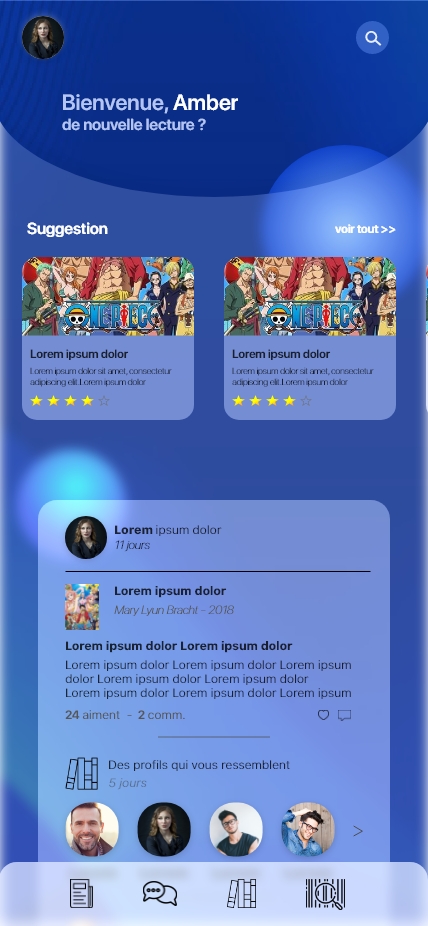 Bienvenue, Amber
de nouvelle lecture ?
Suggestion
voir tout >>
ONE PIECE
Lorem ipsum dolor
Lorem ipsum dolor sit amet, consectetur
adipiscing elit.Lorem ipsum dolor
ONE PIECE
Lorem ipsum dolor
Lorem ipsum dolor sit amet, consectetur
adipiscing elit.Lorem ipsum dolor
Lorem ipsum dolor
11 jours
Lorem ipsum dolor
Mary Lyun Bracht - 2018
Lorem ipsum dolor Lorem ipsum dolor
Lorem ipsum dolor Lorem ipsum dolor Lorem ipsum
dolor Lorem ipsum dolor Lorem ipsum dolor
Lorem ipsum dolor Lorem ipsum dolor Lorem ipsum
24 aiment - 2 comm.
Des profils qui vous ressemblent
5 jours
>